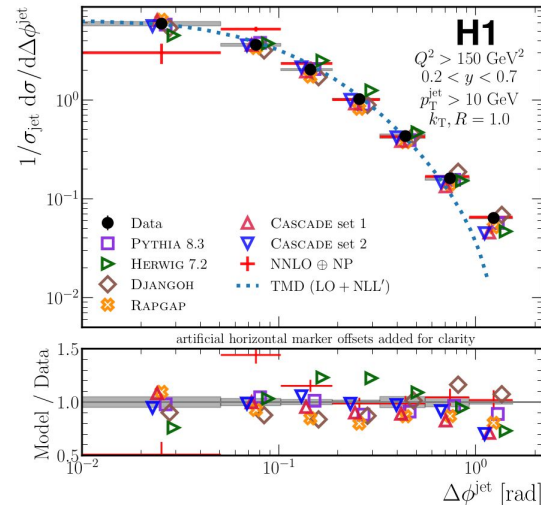 H1
Q² > 150 GeV²
0.2 < y < 0.7
p_T^jet > 10 GeV
k_T, R = 1.0
1/σ_jet dσ/dΔϕ^jet
10⁰
10⁻¹
10⁻²
Data
PYTHIA 8.3
HERWIG 7.2
DJANGOH
RAPGAP
CASCADE set 1
CASCADE set 2
NNLO ⊕ NP
TMD (LO + NLL′)
artificial horizontal marker offsets added for clarity
Model / Data
1.5
1.0
0.5
10⁻² 10⁻¹ 10⁰
Δϕ^jet [rad]